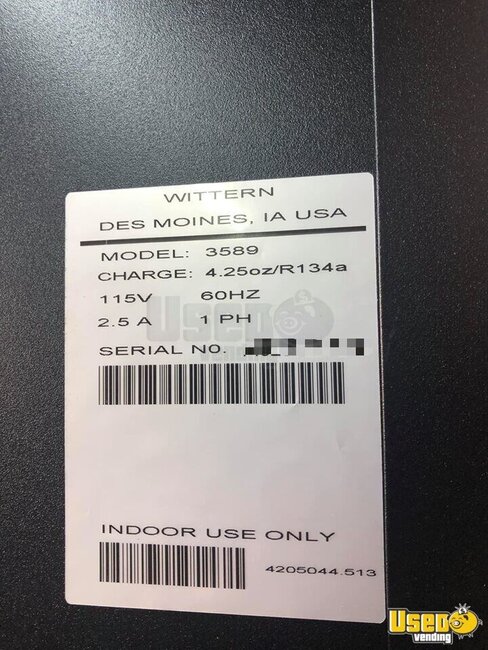 WITTERN
DES MOINES, IA USA
MODEL: 3589
CHARGE: 4.25oz/R134a
115V 60HZ
2.5 A 1 PH
SERIAL NO.
INDOOR USE ONLY
4205044.513
Used
vending